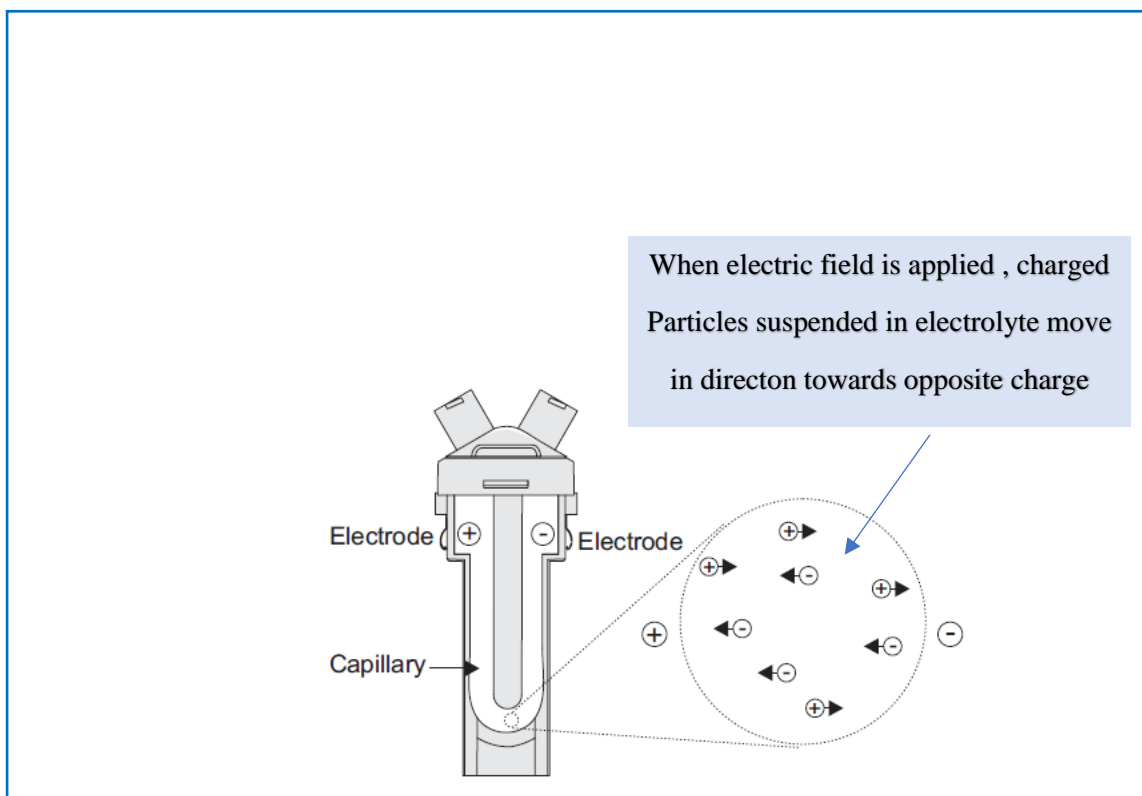 When electric field is applied , charged
Particles suspended in electrolyte move
in directon towards opposite charge
Electrode + - Electrode
Capillary
+ -
+ - +
- -
+ -
-
+